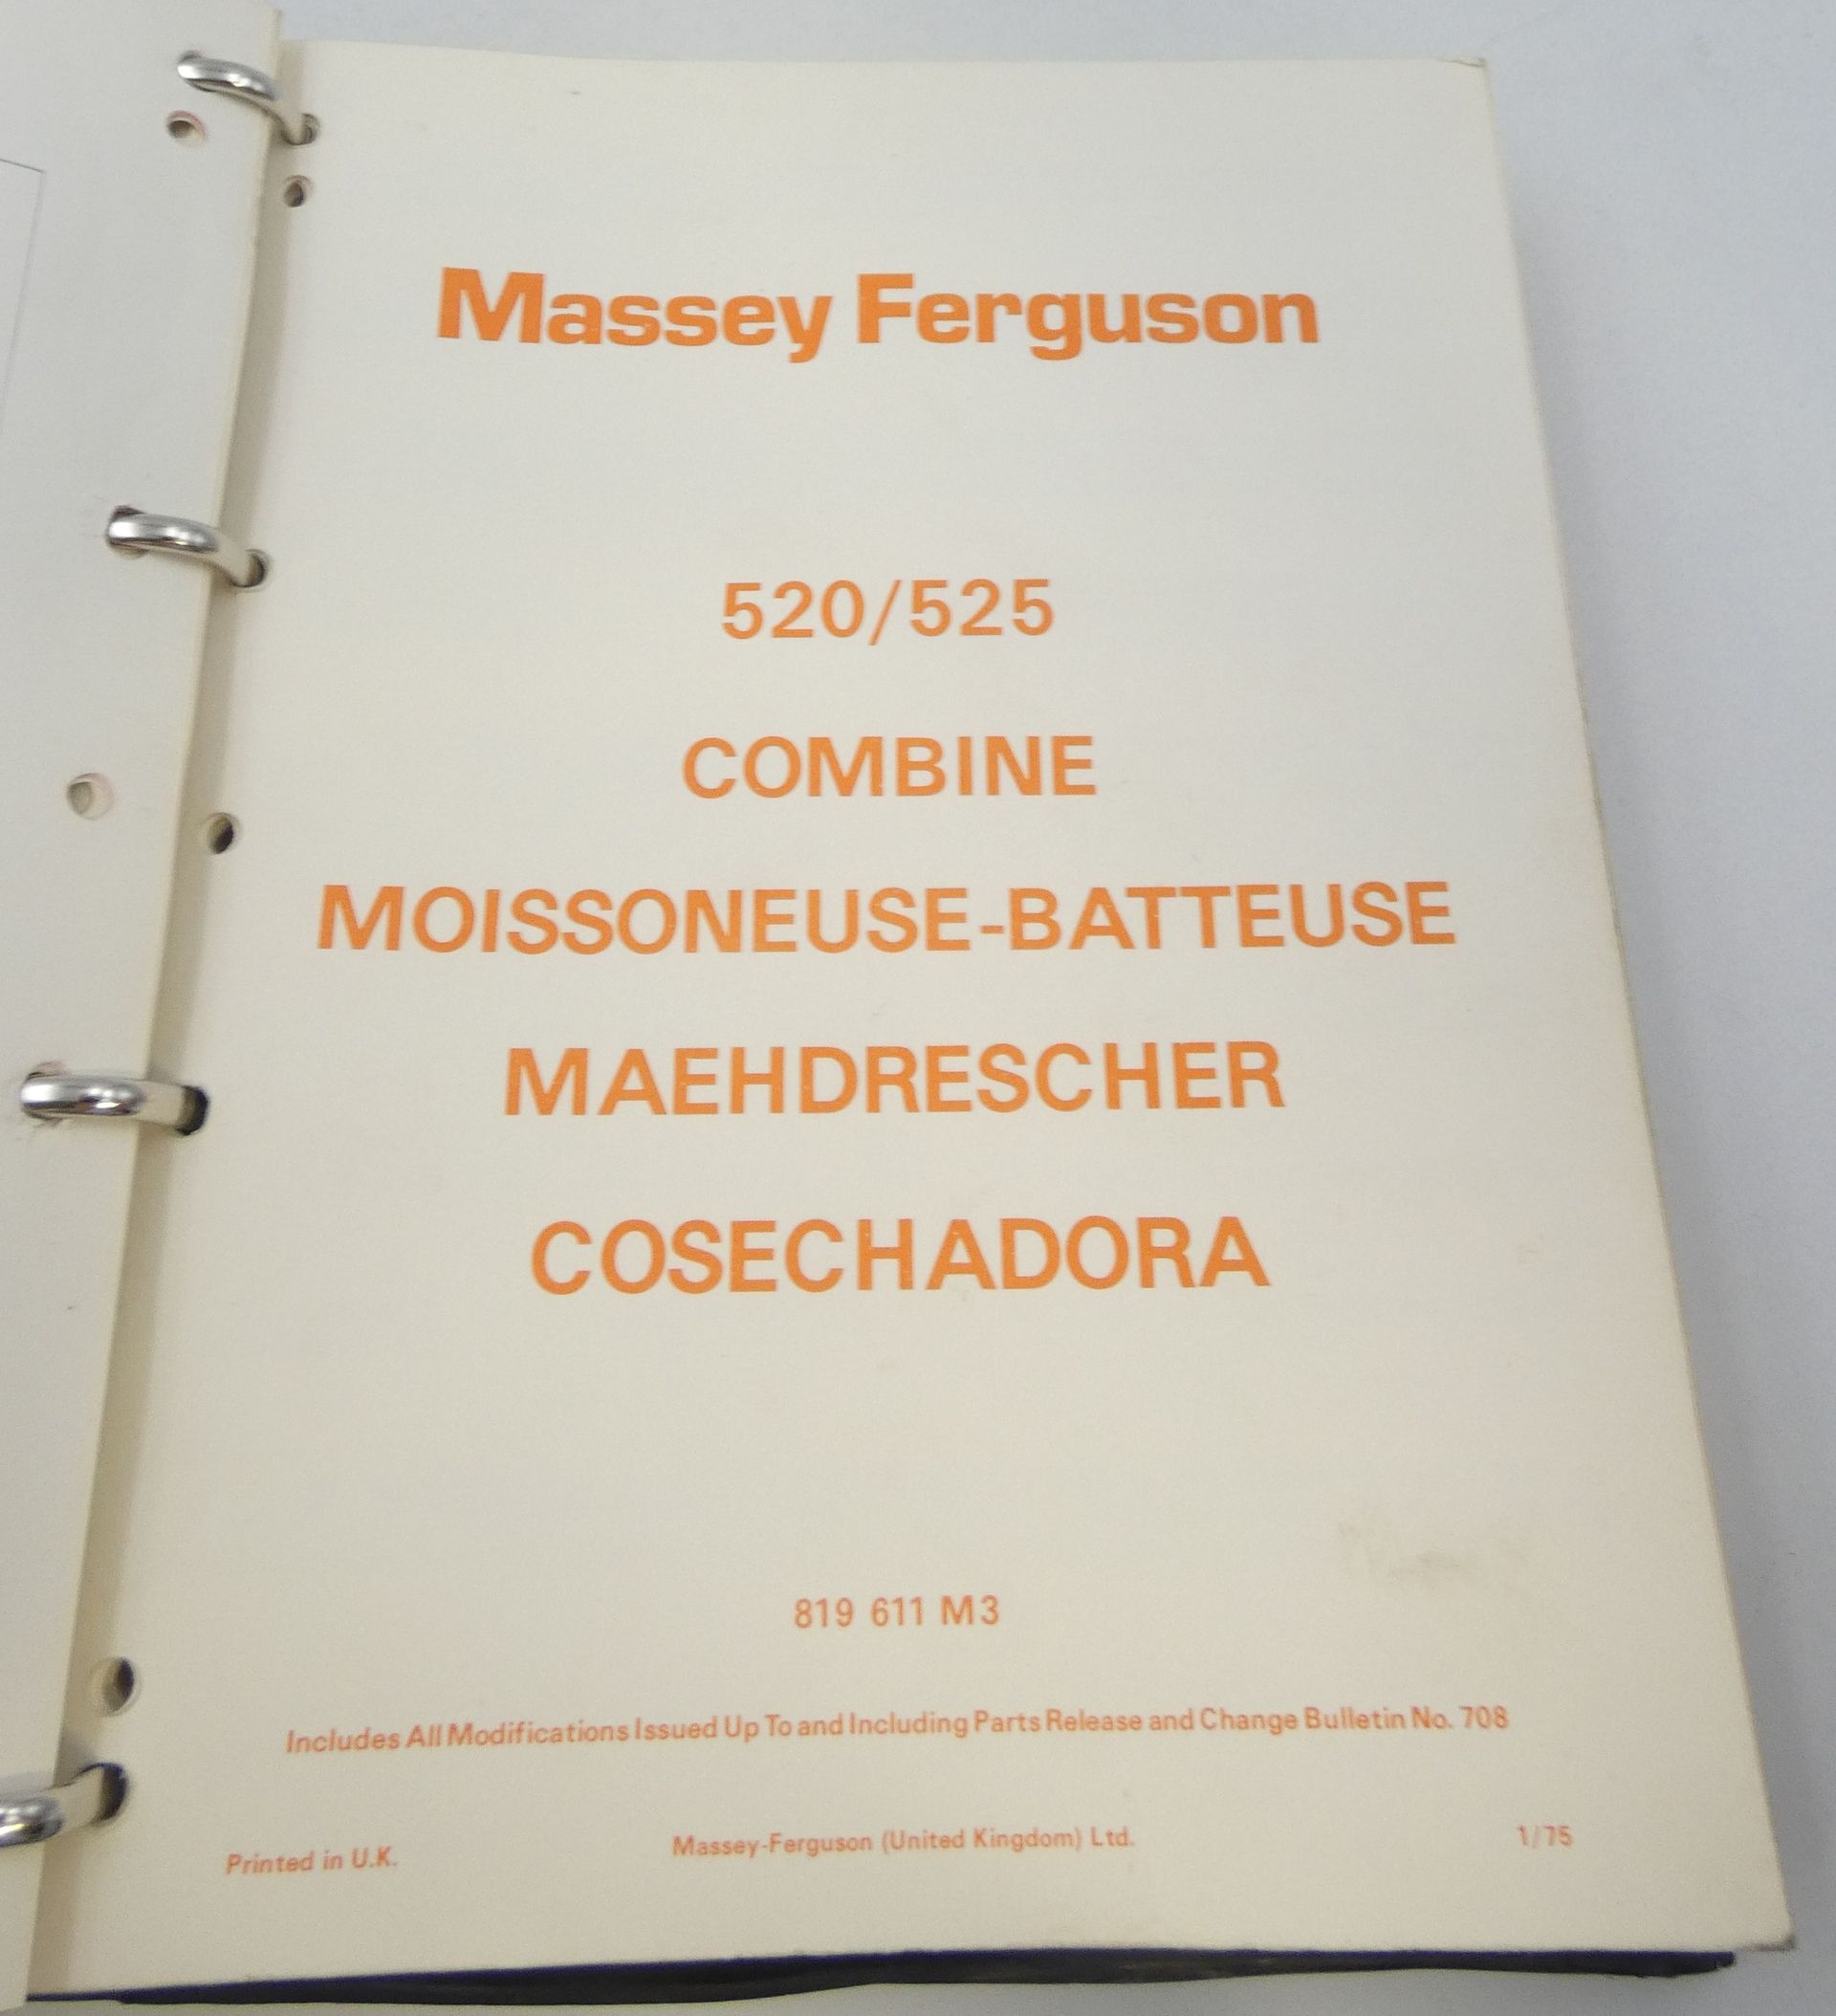 Massey Ferguson
520/525
COMBINE
MOISSONEUSE-BATTEUSE
MAEHDRESCHER
COSECHADORA
819 611 M3
Includes All Modifications Issued Up To and Including Parts Release and Change Bulletin No. 708
Printed in U.K.
Massey-Ferguson (United Kingdom) Ltd.
1/75